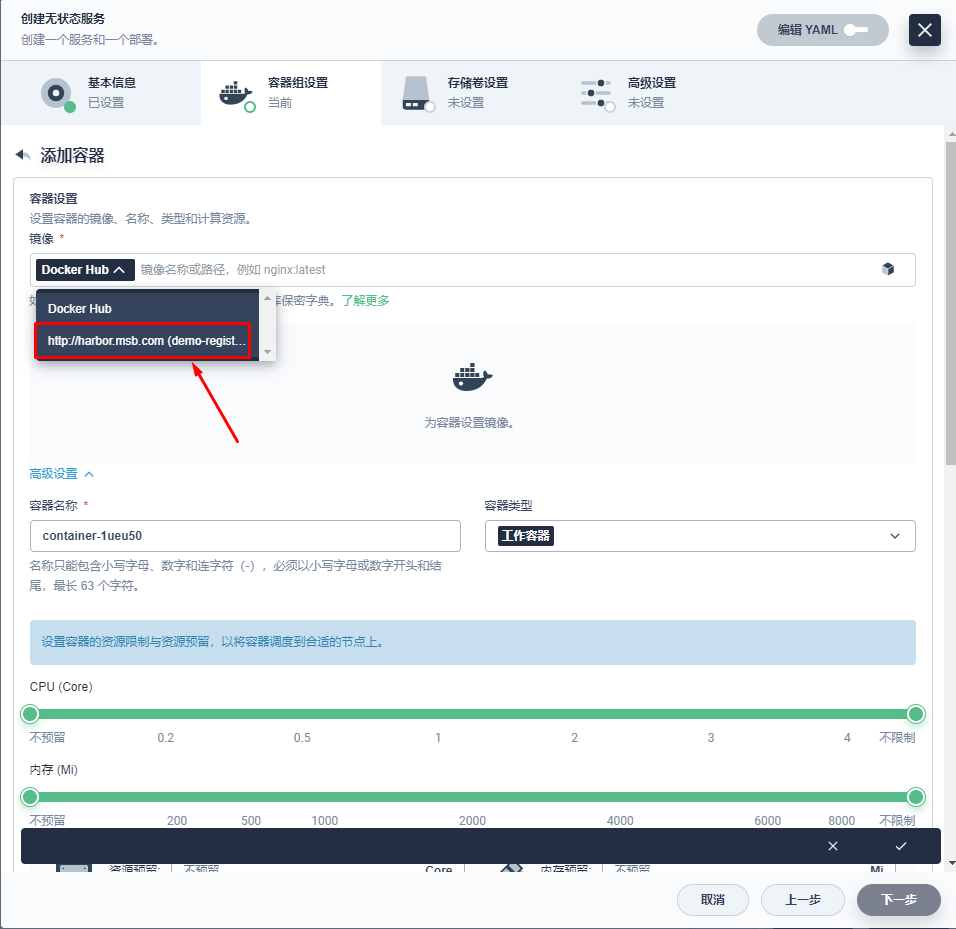 创建无状态服务
创建一个服务和一个部署。
编辑 YAML
基本信息
已设置
容器组设置
当前
存储卷设置
未设置
高级设置
未设置
添加容器
容器设置
设置容器的镜像、名称、类型和计算资源。
镜像 *
Docker Hub 镜像名称或路径，例如 nginx:latest
保密字典。了解更多
Docker Hub
http://harbor.msb.com (demo-regist...
为容器设置镜像。
高级设置
容器名称 *
容器类型
container-1ueu50
工作容器
名称只能包含小写字母、数字和连字符（-），必须以小写字母或数字开头和结
尾，最长 63 个字符。
设置容器的资源限制与资源预留，以将容器调度到合适的节点上。
CPU (Core)
不预留 0.2 0.5 1 2 3 4 不限制
内存 (Mi)
不预留 200 500 1000 2000 4000 6000 8000 不限制
资源预留: 不预留 Core 内存预留: 不预留 Mi
取消 上一步 下一步